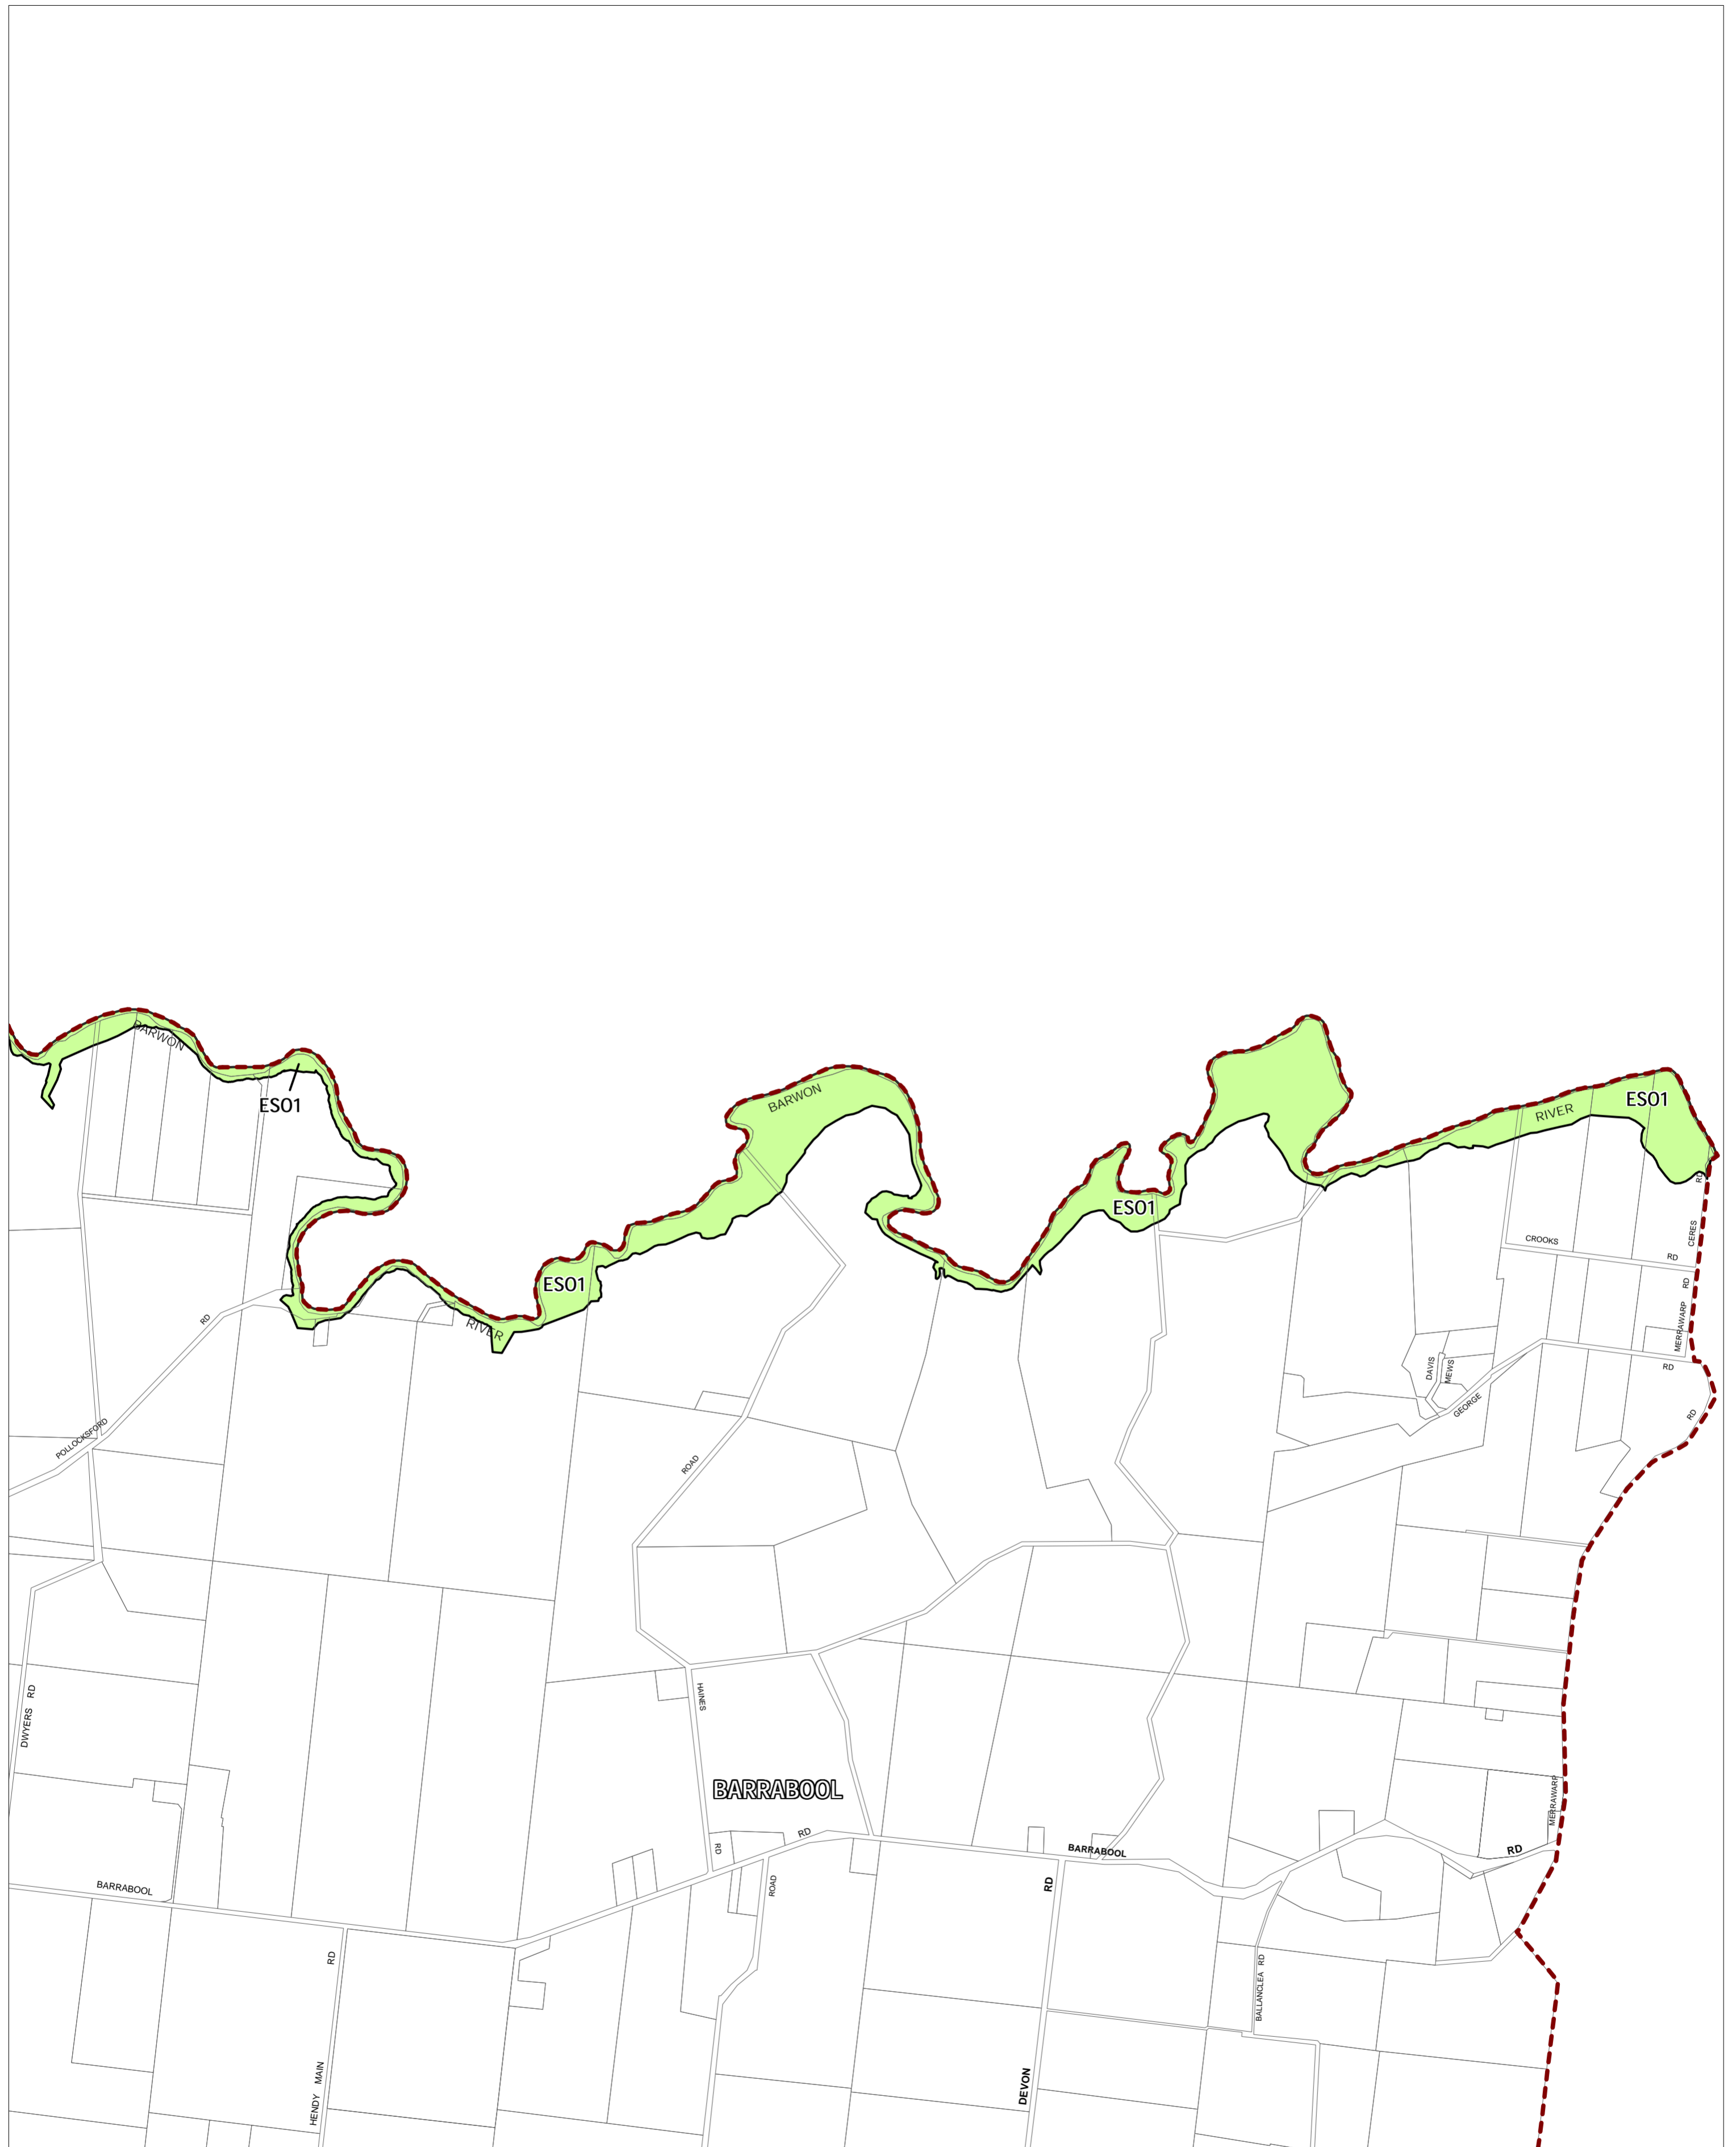 BARWON
ESO1
BARWON
ESO1
RIVER
ESO1
ESO1
RIVER
RD
CERES
CROOKS
RD
RD
MERRAWARP
RD
RD
DAVIS
MEWS
GEORGE
RD
POLLOCKSFORD
ROAD
HAINES
DWYERS RD
BARRABOOL
MERRAWARP
RD
RD
BARRABOOL
RD
BARRABOOL
ROAD
RD
RD
BALLANCLEA RD
HENDY MAIN
DEVON